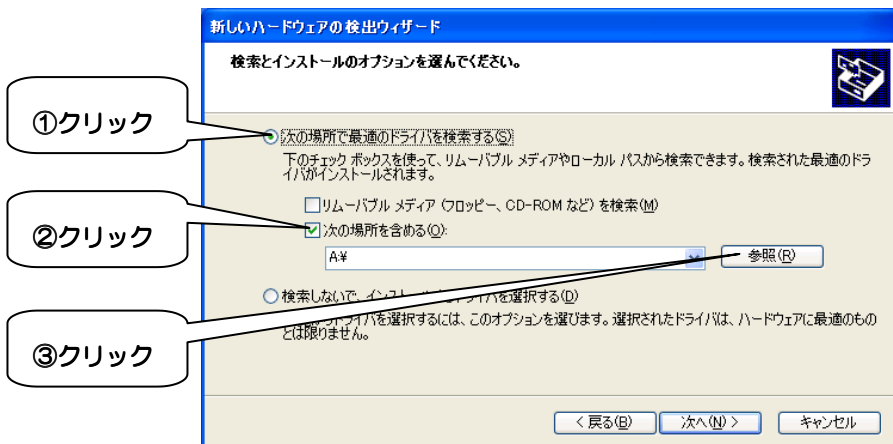 新しいハードウェアの検出ウィザード
検索とインストールのオプションを選んでください。
①クリック
次の場所で最適のドライバを検索する(S)
下のチェック ボックスを使って、リムーバブル メディアやローカル パスから検索できます。検索された最適のドラ
イバがインストールされます。
リムーバブル メディア (フロッピー、CD-ROM など) を検索(M)
②クリック
次の場所を含める(O):
A:¥
参照(R)
検索しないで、インストールするドライバを選択する(D)
ドライバを選択するには、このオプションを選びます。選択されたドライバは、ハードウェアに最適のもの
とは限りません。
③クリック
< 戻る(B)
次へ(N) >
キャンセル